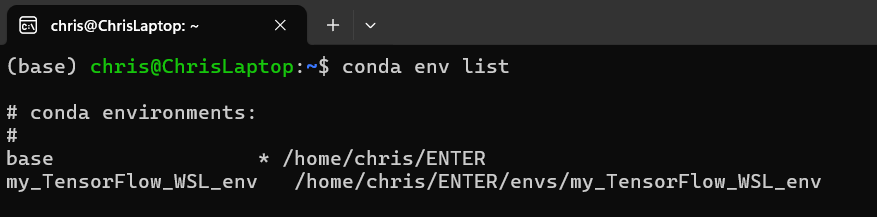 chris@ChrisLaptop: ~
(base) chris@ChrisLaptop:~$ conda env list
# conda environments:
#
base                 * /home/chris/ENTER
my_TensorFlow_WSL_env   /home/chris/ENTER/envs/my_TensorFlow_WSL_env